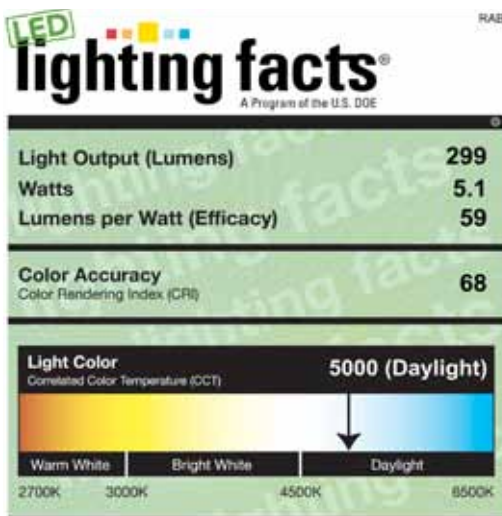 RAB
LED
lighting facts®
A Program of the U.S. DOE
Light Output (Lumens) 299
Watts 5.1
Lumens per Watt (Efficacy) 59
Color Accuracy 68
Color Rendering Index (CRI)
Light Color 5000 (Daylight)
Correlated Color Temperature (CCT)
Warm White Bright White Daylight
2700K 3000K 4500K 6500K